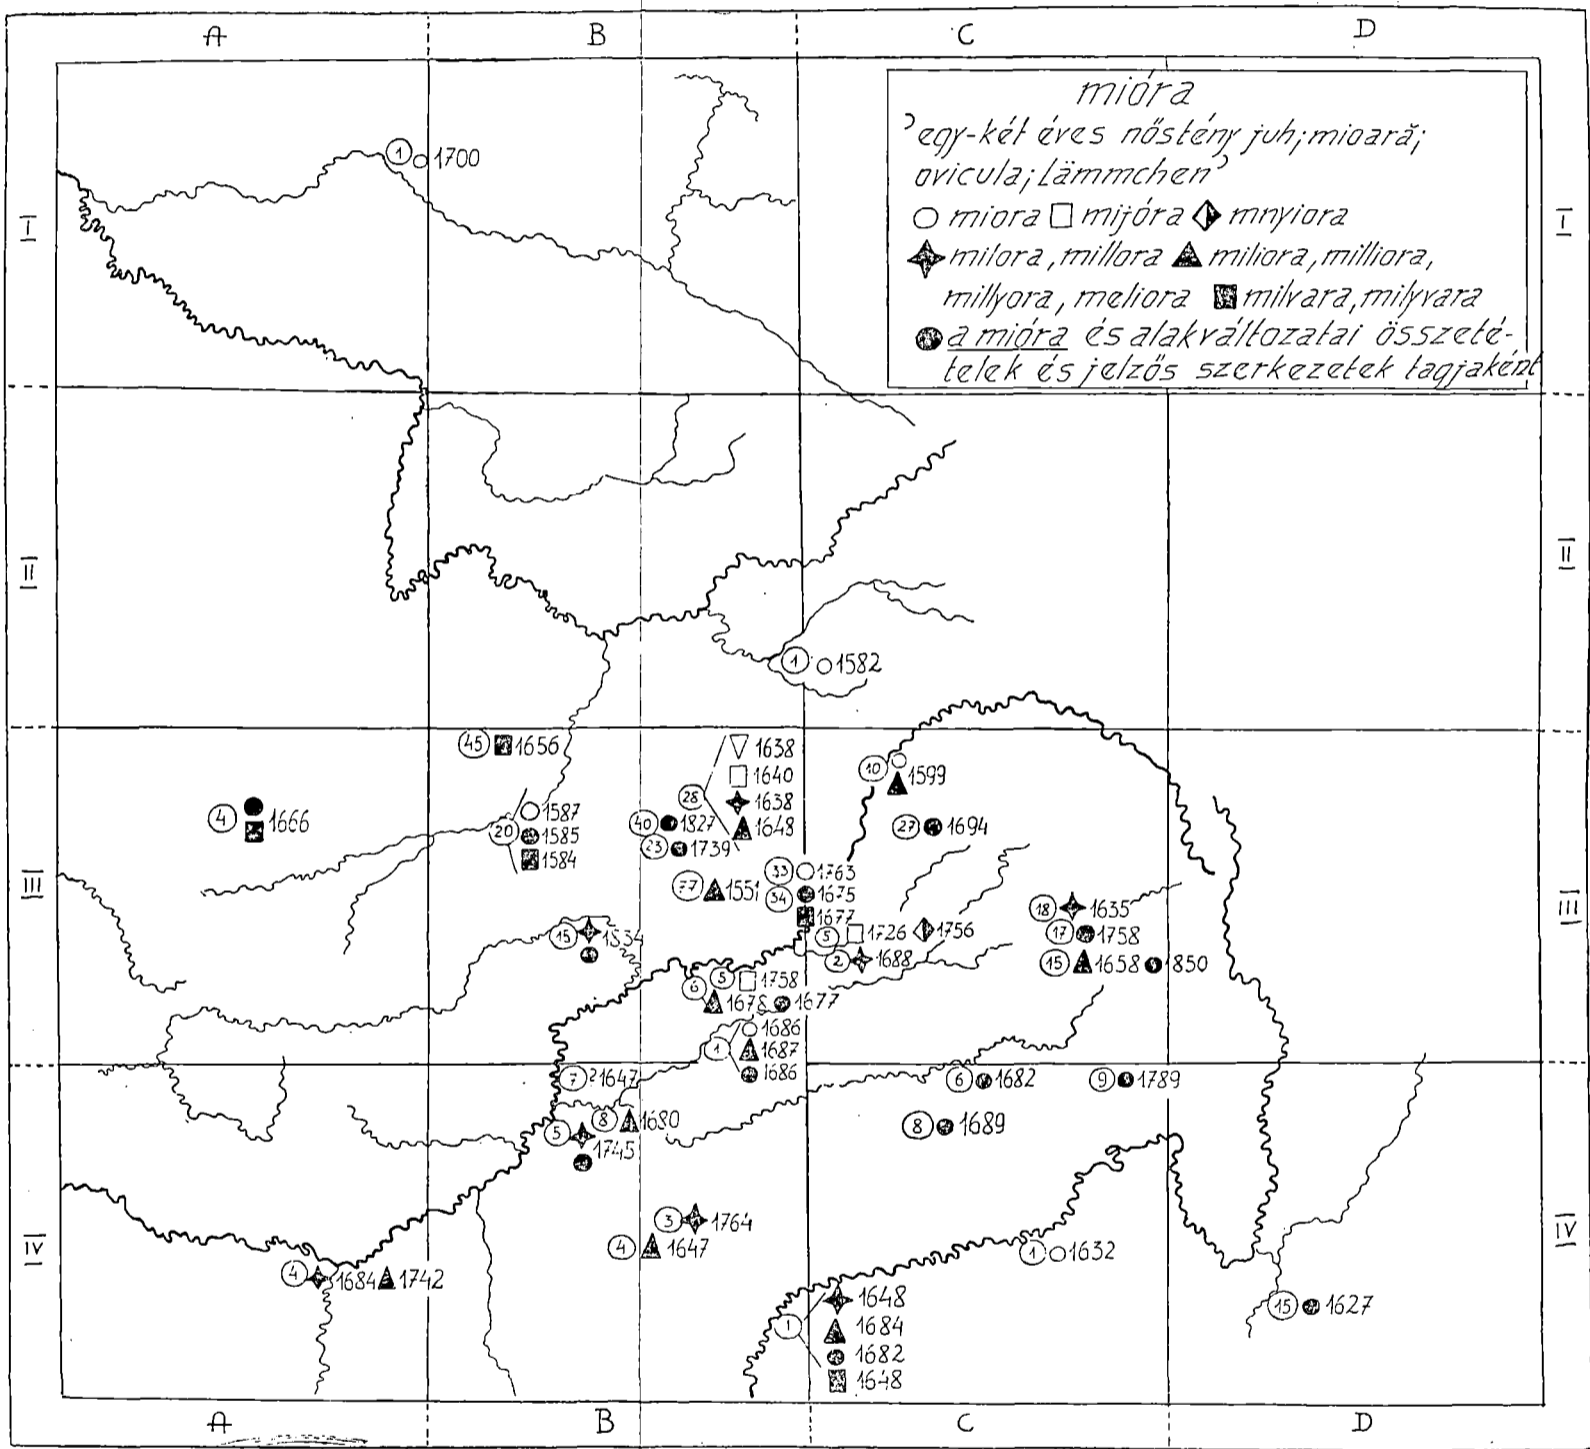 A B C D
mióra
’egy-két éves nőstény juh; mioară;
ovicula; Lämmchen’
miora mijóra mnyiora
milora, millora miliora, milliora,
millyora, meliora milvara, milyvara
a mióra és alakváltozatai összeté-
telek és jelzős szerkezetek tagjaként
I I
1 1700
II II
1 1582
III III
45 1656
4 1666
20 1587
1585
1584
28 1638
1640
1638
1648
40 1827
23 1739
77 1551
10 1599
27 1694
33 1763
34 1675
1677
15 1834
5 1726 1756
2 1688
18 1635
17 1758
15 1658 1850
5 1758
6 1678 1677
1 1686
1687
1686
IV IV
7 ?1647
8 1680
5 1745
6 1682
9 1789
8 1689
3 1764
4 1647
4 1684 1742
1 1632
1 1648
1684
1682
1648
15 1627
A B C D